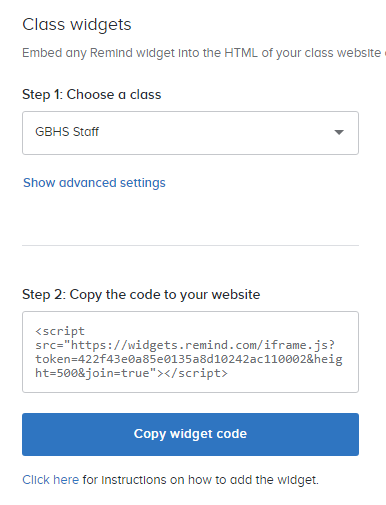 Class widgets
Embed any Remind widget into the HTML of your class website
Step 1: Choose a class
GBHS Staff
Show advanced settings
Step 2: Copy the code to your website
<script
src="https://widgets.remind.com/iframe.js?
token=422f43e0a85e0135a8d10242ac110002&heig
ht=500&join=true"></script>
Copy widget code
Click here for instructions on how to add the widget.